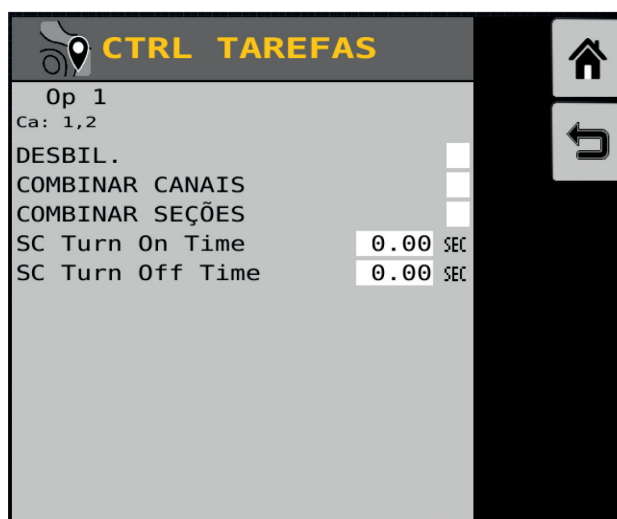 CTRL TAREFAS
Op 1
Ca: 1,2
DESBIL.
COMBINAR CANAIS
COMBINAR SEÇÕES
SC Turn On Time 0.00 SEC
SC Turn Off Time 0.00 SEC